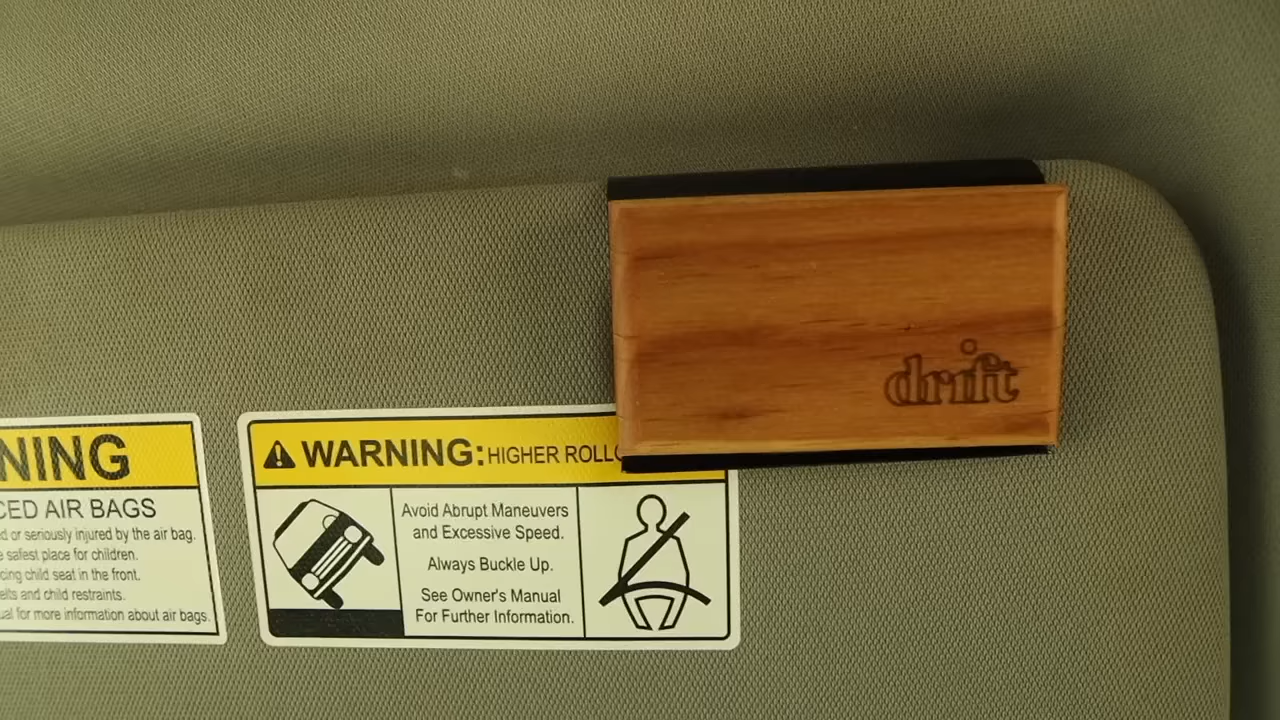 drift
NING
CED AIR BAGS
d or seriously injured by the air bag.
e safest place for children.
cing child seat in the front.
elts and child restraints.
ual for more information about air bags.
WARNING: HIGHER ROLLO
Avoid Abrupt Maneuvers
and Excessive Speed.
Always Buckle Up.
See Owner's Manual
For Further Information.